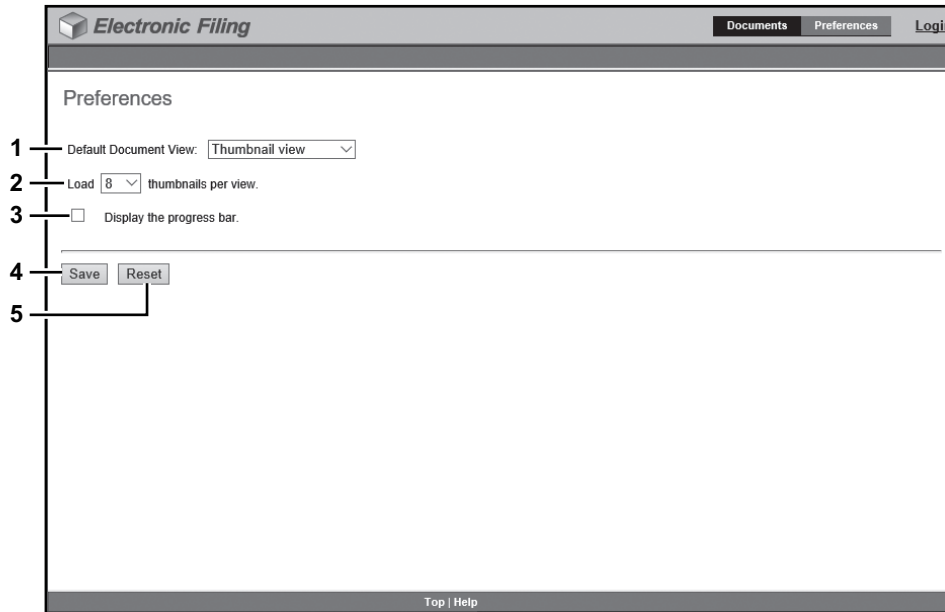 Electronic Filing Documents Preferences Logi
Preferences
1 Default Document View: Thumbnail view
2 Load 8 thumbnails per view.
3 Display the progress bar.
4 Save Reset
5
Top | Help